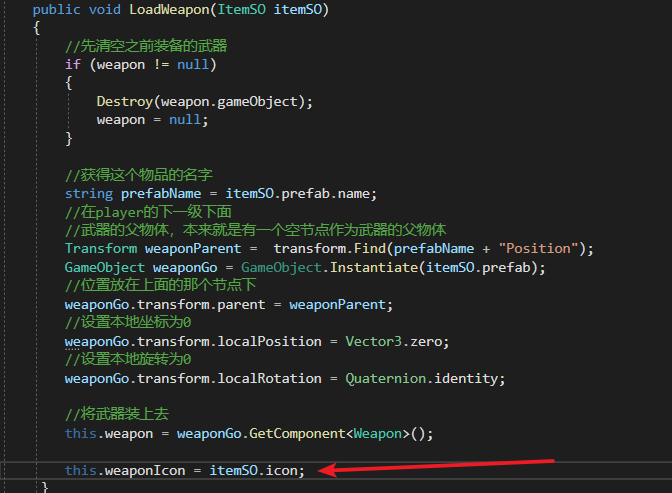 public void LoadWeapon(ItemSO itemSO)
{
//先清空之前装备的武器
if (weapon != null)
{
Destroy(weapon.gameObject);
weapon = null;
}
//获得这个物品的名字
string prefabName = itemSO.prefab.name;
//在player的下一级下面
//武器的父物体，本来就是有一个空节点作为武器的父物体
Transform weaponParent =  transform.Find(prefabName + "Position");
GameObject weaponGo = GameObject.Instantiate(itemSO.prefab);
//位置放在上面的那个节点下
weaponGo.transform.parent = weaponParent;
//设置本地坐标为0
weaponGo.transform.localPosition = Vector3.zero;
//设置本地旋转为0
weaponGo.transform.localRotation = Quaternion.identity;
//将武器装上去
this.weapon = weaponGo.GetComponent<Weapon>();
this.weaponIcon = itemSO.icon;
}